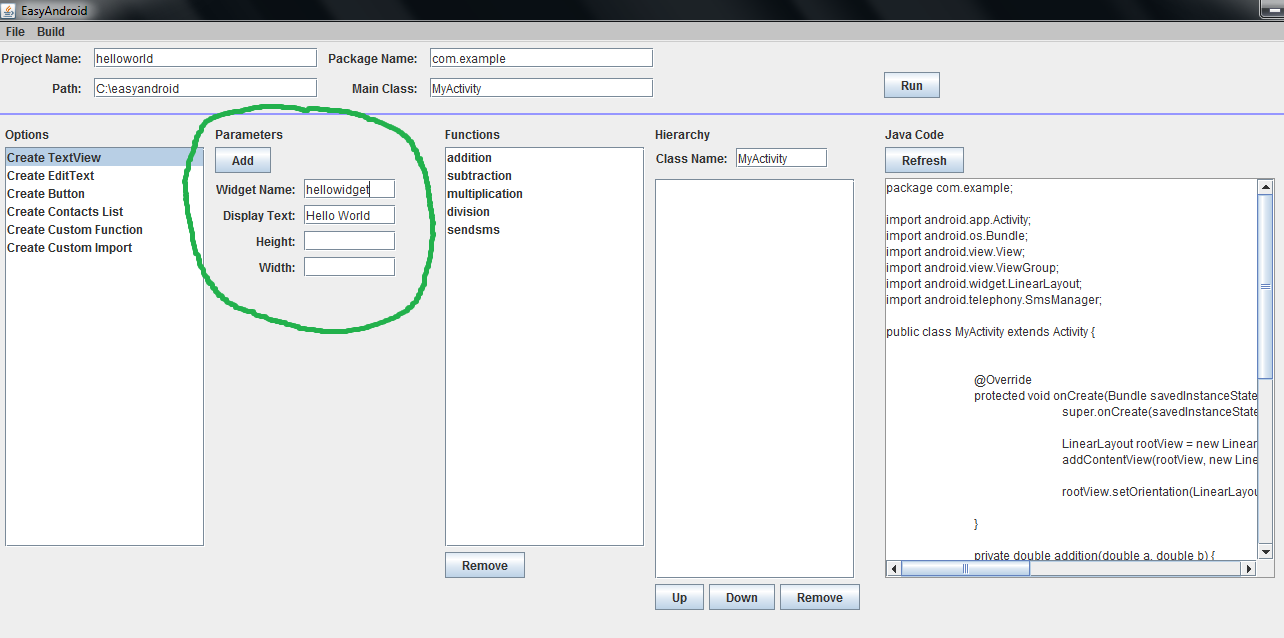 EasyAndroid
File Build
Project Name: helloworld Package Name: com.example
Path: C:\easyandroid Main Class: MyActivity
Run
Options
Create TextView
Create EditText
Create Button
Create Contacts List
Create Custom Function
Create Custom Import
Parameters
Add
Widget Name: hellowidget
Display Text: Hello World
Height:
Width:
Functions
addition
subtraction
multiplication
division
sendsms
Remove
Hierarchy
Class Name: MyActivity
Up Down Remove
Java Code
Refresh
package com.example;
import android.app.Activity;
import android.os.Bundle;
import android.view.View;
import android.view.ViewGroup;
import android.widget.LinearLayout;
import android.telephony.SmsManager;
public class MyActivity extends Activity {
@Override
protected void onCreate(Bundle savedInstanceState
super.onCreate(savedInstanceState
LinearLayout rootView = new Linear
addContentView(rootView, new Line
rootView.setOrientation(LinearLayou
}
private double addition(double a, double b) {